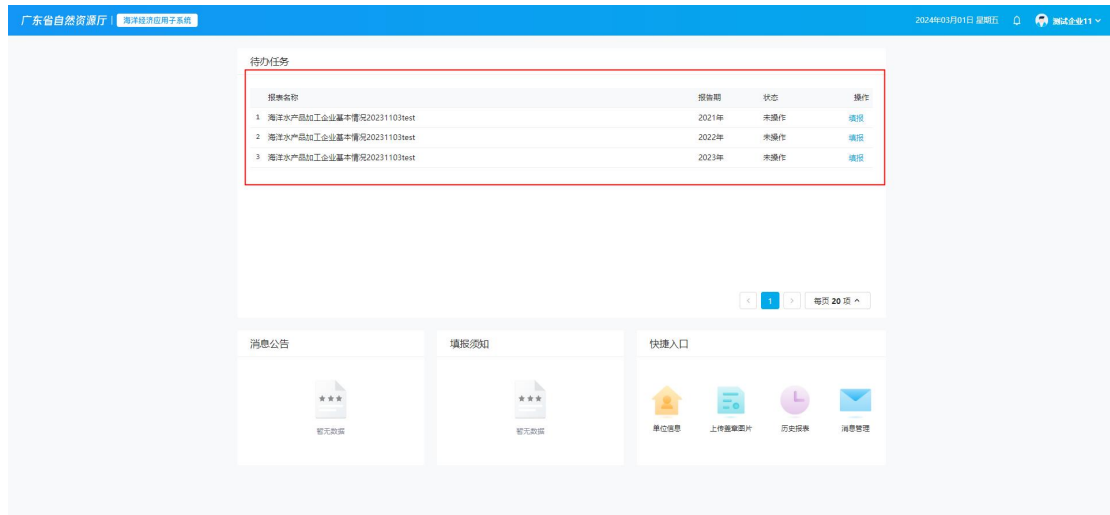 广东省自然资源厅 海洋经济应用子系统 2024年03月01日 星期五 测试企业11
待办任务
报表名称 报告期 状态 操作
1 海洋水产品加工企业基本情况20231103test 2021年 未操作 填报
2 海洋水产品加工企业基本情况20231103test 2022年 未操作 填报
3 海洋水产品加工企业基本情况20231103test 2023年 未操作 填报
< 1 > 每页 20 项
消息公告 填报须知 快捷入口
暂无数据 暂无数据 单位信息 上传盖章图片 历史报表 消息管理